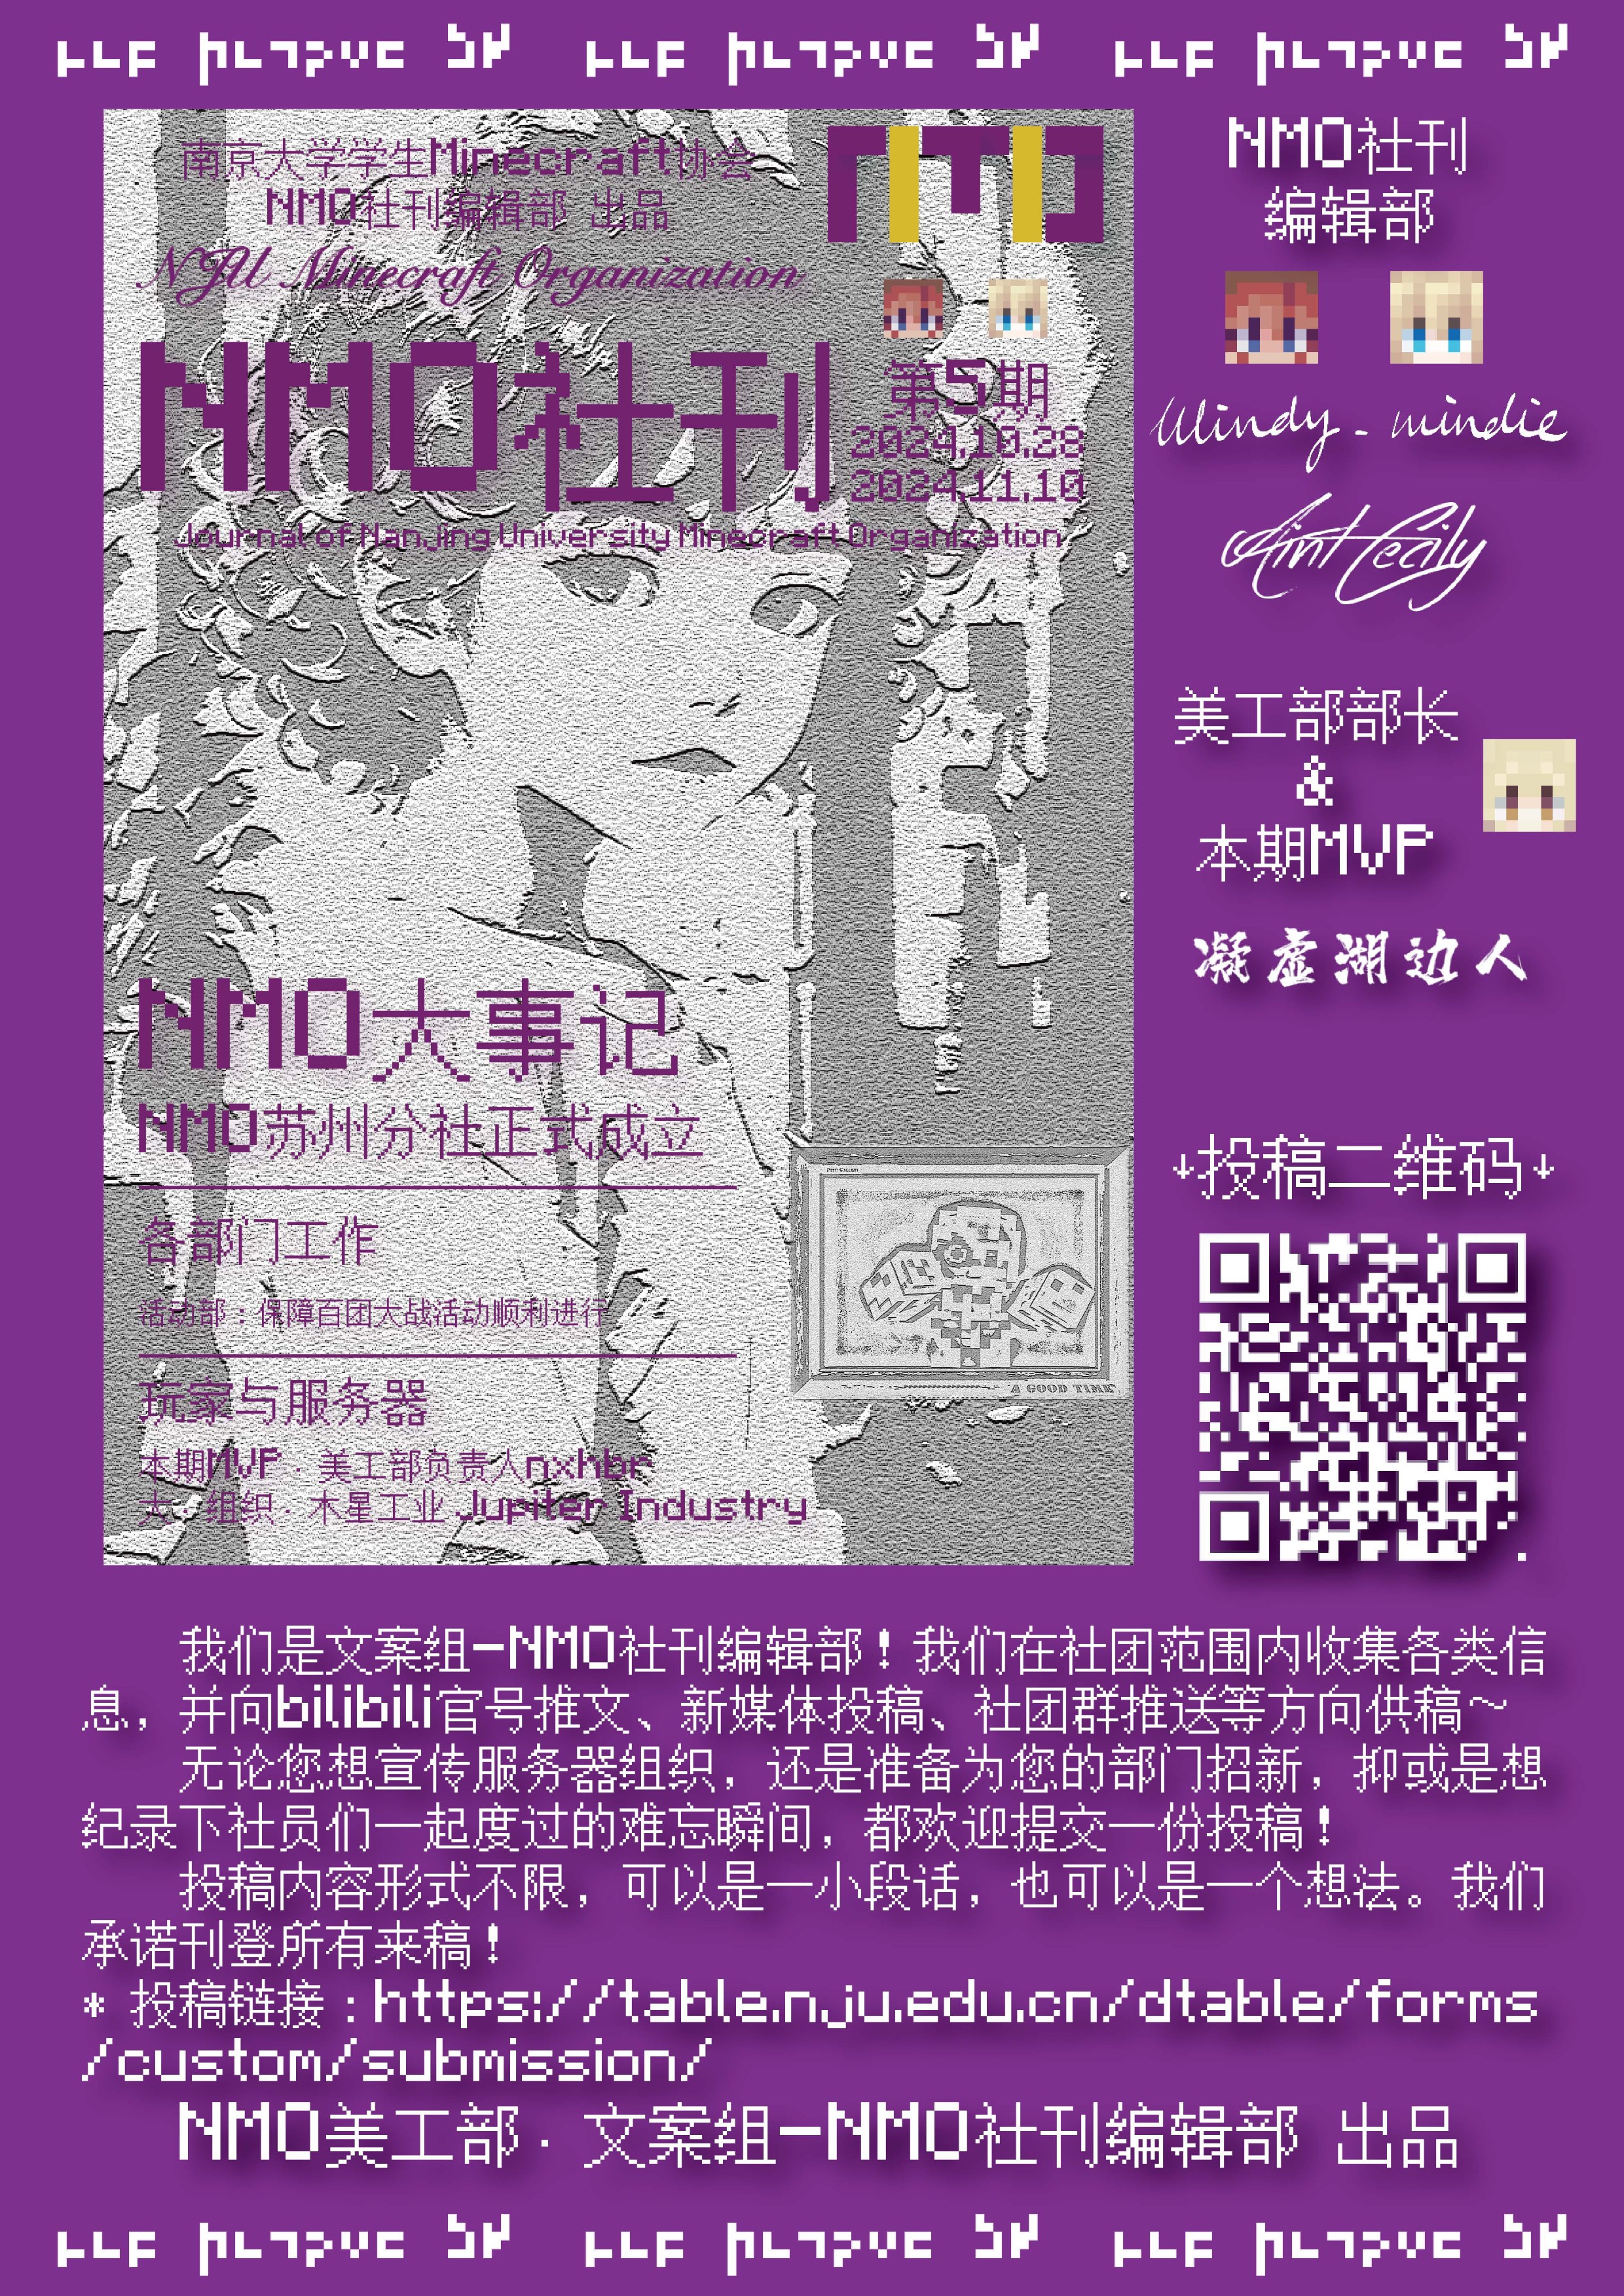 南京大学学生Minecraft协会
NMO社刊编辑部 出品
NJU Minecraft Organization
NMO
NMO社刊
第5期
2024.10.28
2024.11.10
Journal of Nanjing University Minecraft Organization
NMO大事记
NMO苏州分社正式成立
各部门工作
活动部：保障百团大战活动顺利进行
玩家与服务器
本期MVP · 美工部负责人nxhbr
大 · 组织 · 木星工业 Jupiter Industry
A GOOD TIME
NMO社刊
编辑部
Windy - windie
美工部部长
&
本期MVP
凝虚湖边人
↓投稿二维码↓
我们是文案组-NMO社刊编辑部！我们在社团范围内收集各类信
息，并向bilibili官号推文、新媒体投稿、社团群推送等方向供稿～
无论您想宣传服务器组织，还是准备为您的部门招新，抑或是想
纪录下社员们一起度过的难忘瞬间，都欢迎提交一份投稿！
投稿内容形式不限，可以是一小段话，也可以是一个想法。我们
承诺刊登所有来稿！
* 投稿链接：https://table.nju.edu.cn/dtable/forms
/custom/submission/
NMO美工部 · 文案组-NMO社刊编辑部 出品